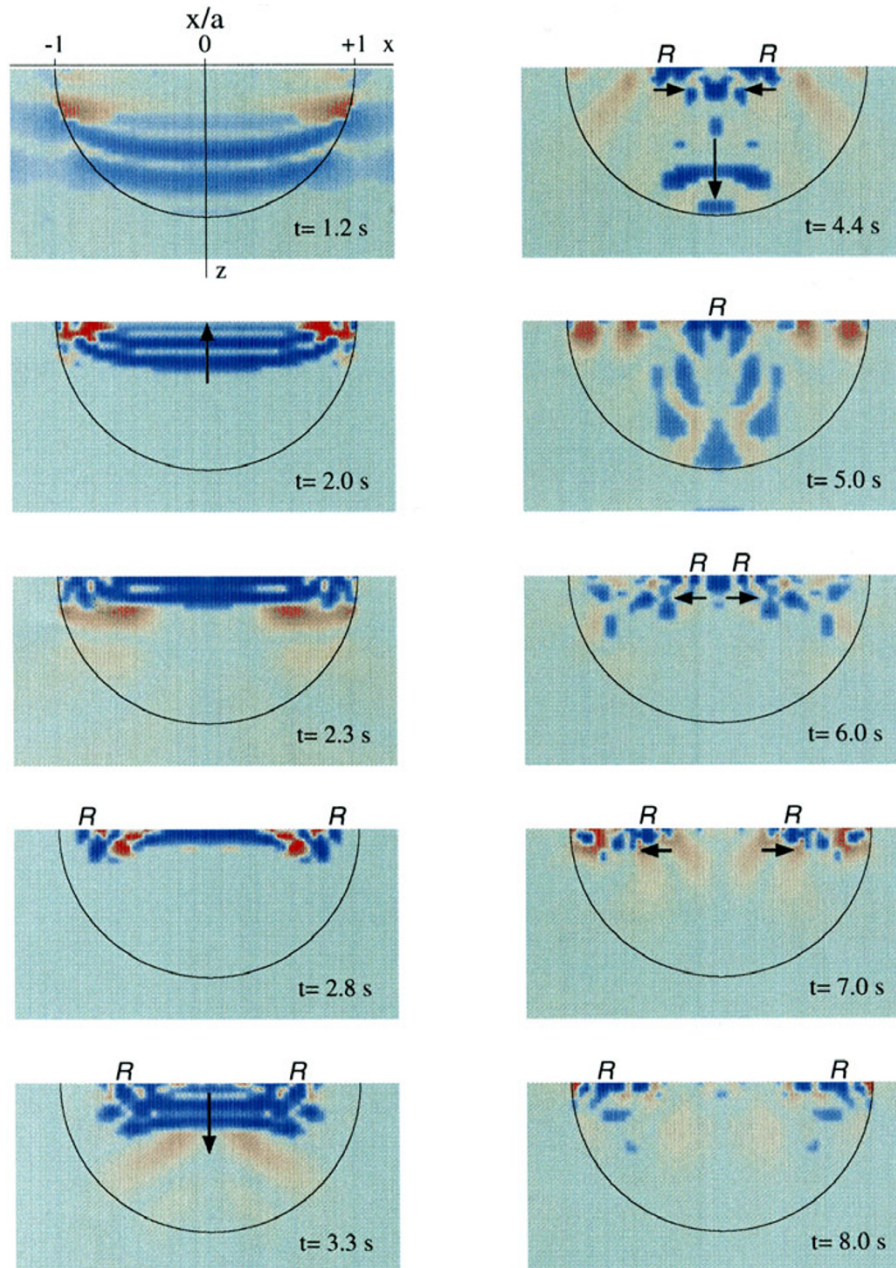 x/a
-1 0 +1 x
t= 1.2 s
z
t= 2.0 s
t= 2.3 s
R R
t= 2.8 s
R R
t= 3.3 s
R R
t= 4.4 s
R
t= 5.0 s
R R
t= 6.0 s
R R
t= 7.0 s
R R
t= 8.0 s